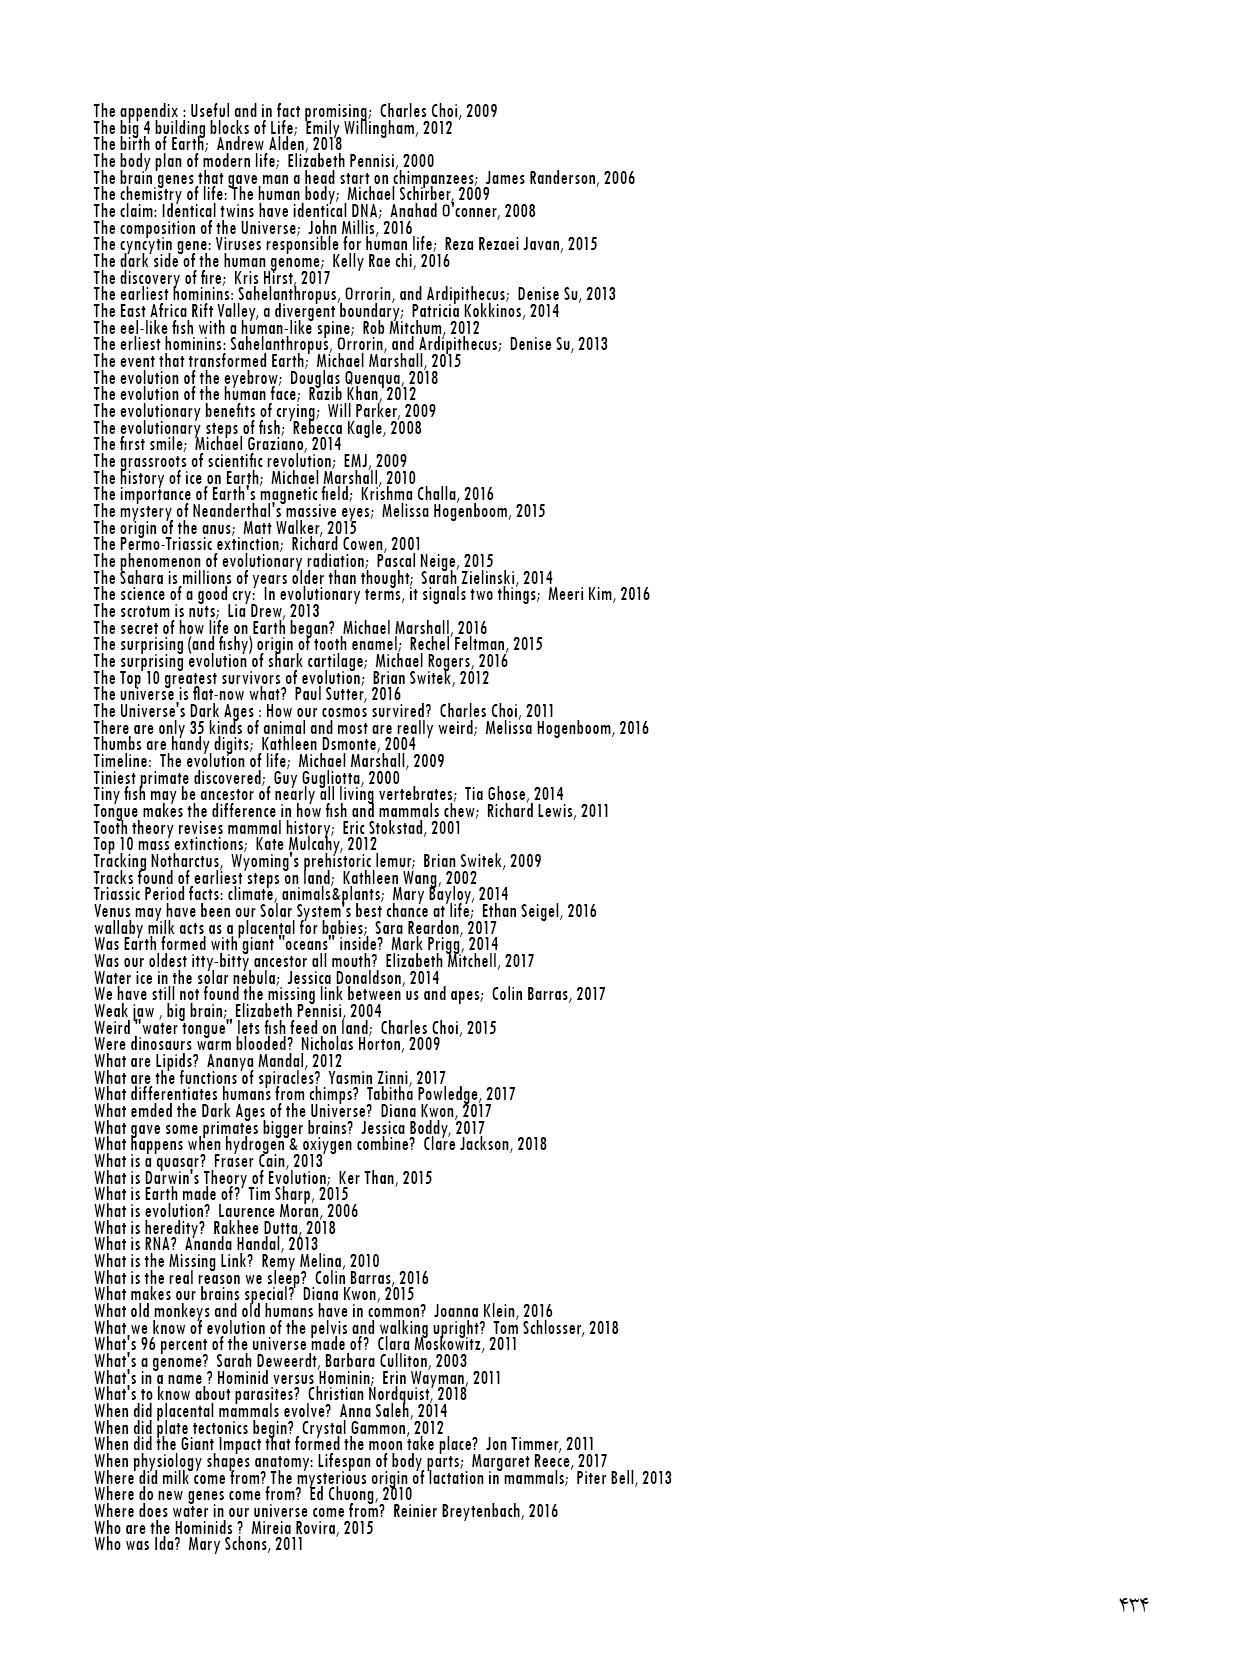 The appendix : Useful and in fact promising;  Charles Choi, 2009
The big 4 building blocks of Life;  Emily Willingham, 2012
The birth of Earth;  Andrew Alden, 2018
The body plan of modern life;  Elizabeth Pennisi, 2000
The brain genes that gave man a head start on chimpanzees;  James Randerson, 2006
The chemistry of life: The human body;  Michael Schirber, 2009
The claim: Identical twins have identical DNA;  Anahad O'conner, 2008
The composition of the Universe;  John Millis, 2016
The cyncytin gene: Viruses responsible for human life;  Reza Rezaei Javan, 2015
The dark side of the human genome;  Kelly Rae chi, 2016
The discovery of fire;  Kris Hirst, 2017
The earliest hominins: Sahelanthropus, Orrorin, and Ardipithecus;  Denise Su, 2013
The East Africa Rift Valley, a divergent boundary;  Patricia Kokkinos, 2014
The eel-like fish with a human-like spine;  Rob Mitchum, 2012
The erliest hominins: Sahelanthropus, Orrorin, and Ardipithecus;  Denise Su, 2013
The event that transformed Earth;  Michael Marshall, 2015
The evolution of the eyebrow;  Douglas Quenqua, 2018
The evolution of the human face;  Razib Khan, 2012
The evolutionary benefits of crying;  Will Parker, 2009
The evolutionary steps of fish;  Rebecca Kagle, 2008
The first smile;  Michael Graziano, 2014
The grassroots of scientific revolution;  EMJ, 2009
The history of ice on Earth;  Michael Marshall, 2010
The importance of Earth's magnetic field;  Krishma Challa, 2016
The mystery of Neanderthal's massive eyes;  Melissa Hogenboom, 2015
The origin of the anus;  Matt Walker, 2015
The Permo-Triassic extinction;  Richard Cowen, 2001
The phenomenon of evolutionary radiation;  Pascal Neige, 2015
The Sahara is millions of years older than thought;  Sarah Zielinski, 2014
The science of a good cry:  In evolutionary terms, it signals two things;  Meeri Kim, 2016
The scrotum is nuts;  Lia Drew, 2013
The secret of how life on Earth began?  Michael Marshall, 2016
The surprising (and fishy) origin of tooth enamel;  Rechel Feltman, 2015
The surprising evolution of shark cartilage;  Michael Rogers, 2016
The Top 10 greatest survivors of evolution;  Brian Switek, 2012
The universe is flat-now what?  Paul Sutter, 2016
The Universe's Dark Ages : How our cosmos survired?  Charles Choi, 2011
There are only 35 kinds of animal and most are really weird;  Melissa Hogenboom, 2016
Thumbs are handy digits;  Kathleen Dsmonte, 2004
Timeline:  The evolution of life;  Michael Marshall, 2009
Tiniest primate discovered;  Guy Gugliotta, 2000
Tiny fish may be ancestor of nearly all living vertebrates;  Tia Ghose, 2014
Tongue makes the difference in how fish and mammals chew;  Richard Lewis, 2011
Tooth theory revises mammal history;  Eric Stokstad, 2001
Top 10 mass extinctions;  Kate Mulcahy, 2012
Tracking Notharctus,  Wyoming's prehistoric lemur;  Brian Switek, 2009
Tracks found of earliest steps on land;  Kathleen Wang, 2002
Triassic Period facts: climate, animals&plants;  Mary Bayloy, 2014
Venus may have been our Solar System's best chance at life;  Ethan Seigel, 2016
wallaby milk acts as a placental for babies;  Sara Reardon, 2017
Was Earth formed with giant "oceans" inside?  Mark Prigg, 2014
Was our oldest itty-bitty ancestor all mouth?  Elizabeth Mitchell, 2017
Water ice in the solar nebula;  Jessica Donaldson, 2014
We have still not found the missing link between us and apes;  Colin Barras, 2017
Weak jaw , big brain;  Elizabeth Pennisi, 2004
Weird "water tongue" lets fish feed on land;  Charles Choi, 2015
Were dinosaurs warm blooded?  Nicholas Horton, 2009
What are Lipids?  Ananya Mandal, 2012
What are the functions of spiracles?  Yasmin Zinni, 2017
What differentiates humans from chimps?  Tabitha Powledge, 2017
What emded the Dark Ages of the Universe?  Diana Kwon, 2017
What gave some primates bigger brains?  Jessica Boddy, 2017
What happens when hydrogen & oxiygen combine?  Clare Jackson, 2018
What is a quasar?  Fraser Cain, 2013
What is Darwin's Theory of Evolution;  Ker Than, 2015
What is Earth made of?  Tim Sharp, 2015
What is evolution?  Laurence Moran, 2006
What is heredity?  Rakhee Dutta, 2018
What is RNA?  Ananda Handal, 2013
What is the Missing Link?  Remy Melina, 2010
What is the real reason we sleep?  Colin Barras, 2016
What makes our brains special?  Diana Kwon, 2015
What old monkeys and old humans have in common?  Joanna Klein, 2016
What we know of evolution of the pelvis and walking upright?  Tom Schlosser, 2018
What's 96 percent of the universe made of?  Clara Moskowitz, 2011
What's a genome?  Sarah Deweerdt, Barbara Culliton, 2003
What's in a name ? Hominid versus Hominin;  Erin Wayman, 2011
What's to know about parasites?  Christian Nordquist, 2018
When did placental mammals evolve?  Anna Saleh, 2014
When did plate tectonics begin?  Crystal Gammon, 2012
When did the Giant Impact that formed the moon take place?  Jon Timmer, 2011
When physiology shapes anatomy: Lifespan of body parts;  Margaret Reece, 2017
Where did milk come from? The mysterious origin of lactation in mammals;  Piter Bell, 2013
Where do new genes come from?  Ed Chuong, 2010
Where does water in our universe come from?  Reinier Breytenbach, 2016
Who are the Hominids ?  Mireia Rovira, 2015
Who was Ida?  Mary Schons, 2011
۴۳۴